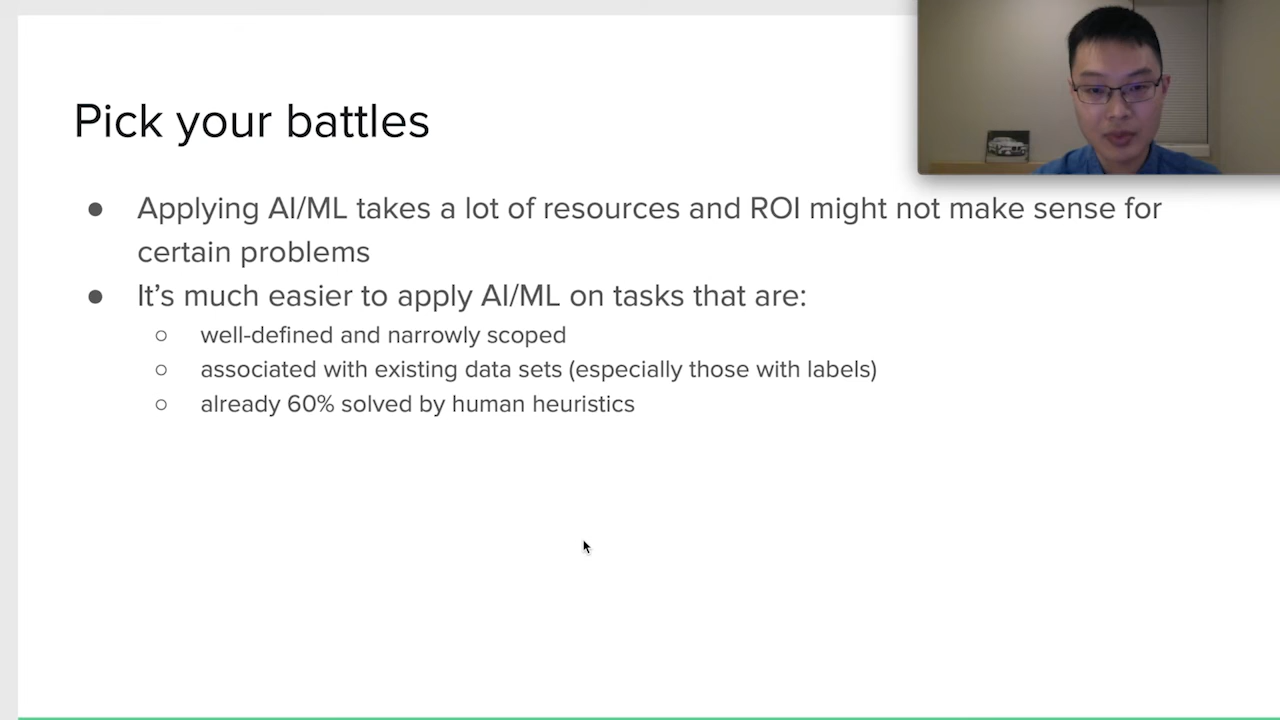 Pick your battles
● Applying AI/ML takes a lot of resources and ROI might not make sense for
certain problems
● It’s much easier to apply AI/ML on tasks that are:
○ well-defined and narrowly scoped
○ associated with existing data sets (especially those with labels)
○ already 60% solved by human heuristics